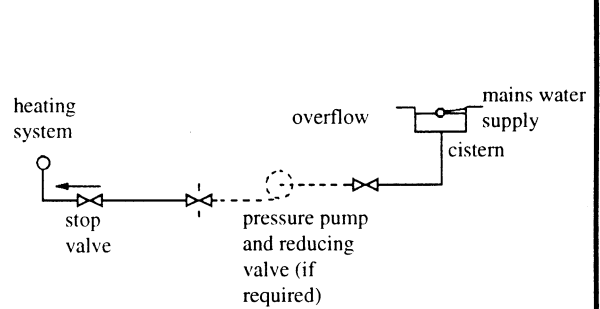 heating
system
overflow
mains water
supply
cistern
stop
valve
pressure pump
and reducing
valve (if
required)